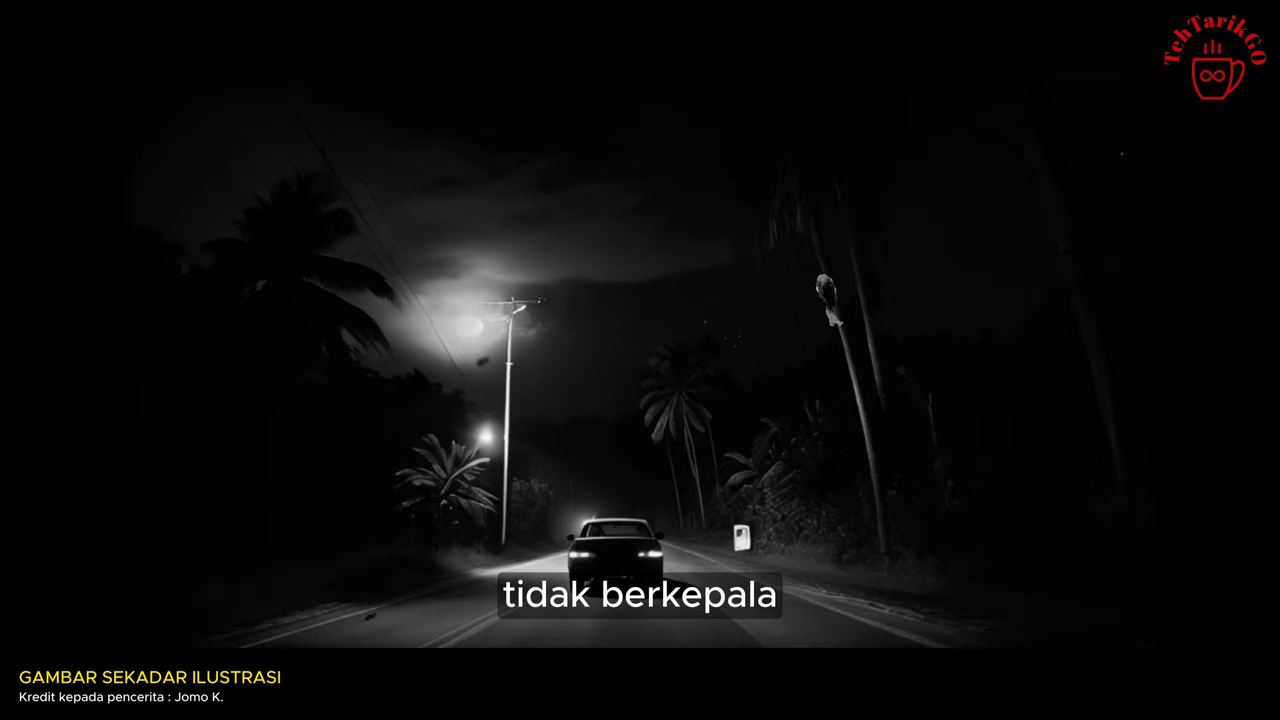 TehTarikGO
tidak berkepala
GAMBAR SEKADAR ILUSTRASI
Kredit kepada pencerita : Jomo K.